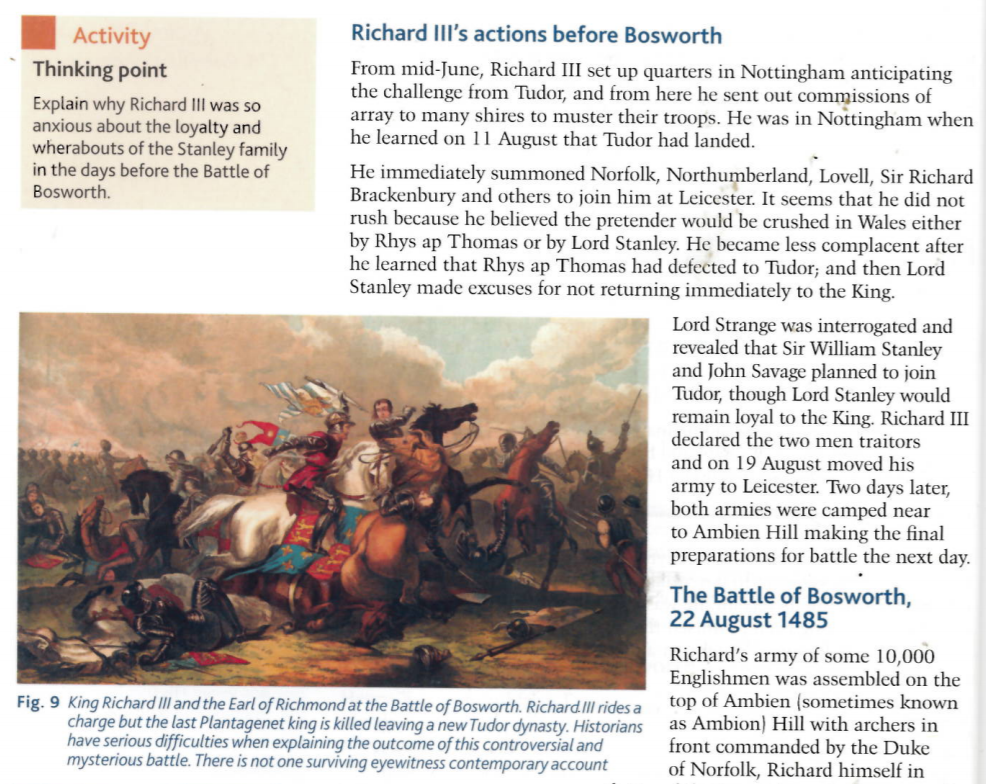 Activity
Thinking point
Explain why Richard III was so
anxious about the loyalty and
wherabouts of the Stanley family
in the days before the Battle of
Bosworth.
Richard III's actions before Bosworth
From mid-June, Richard III set up quarters in Nottingham anticipating
the challenge from Tudor, and from here he sent out commissions of
array to many shires to muster their troops. He was in Nottingham when
he learned on 11 August that Tudor had landed.
He immediately summoned Norfolk, Northumberland, Lovell, Sir Richard
Brackenbury and others to join him at Leicester. It seems that he did not
rush because he believed the pretender would be crushed in Wales either
by Rhys ap Thomas or by Lord Stanley. He became less complacent after
he learned that Rhys ap Thomas had defected to Tudor; and then Lord
Stanley made excuses for not returning immediately to the King.
Lord Strange was interrogated and
revealed that Sir William Stanley
and John Savage planned to join
Tudor, though Lord Stanley would
remain loyal to the King. Richard III
declared the two men traitors
and on 19 August moved his
army to Leicester. Two days later,
both armies were camped near
to Ambien Hill making the final
preparations for battle the next day.
Fig. 9 King Richard III and the Earl of Richmond at the Battle of Bosworth. Richard III rides a
charge but the last Plantagenet king is killed leaving a new Tudor dynasty. Historians
have serious difficulties when explaining the outcome of this controversial and
mysterious battle. There is not one surviving eyewitness contemporary account
The Battle of Bosworth,
22 August 1485
Richard's army of some 10,000
Englishmen was assembled on the
top of Ambien (sometimes known
as Ambion) Hill with archers in
front commanded by the Duke
of Norfolk, Richard himself in